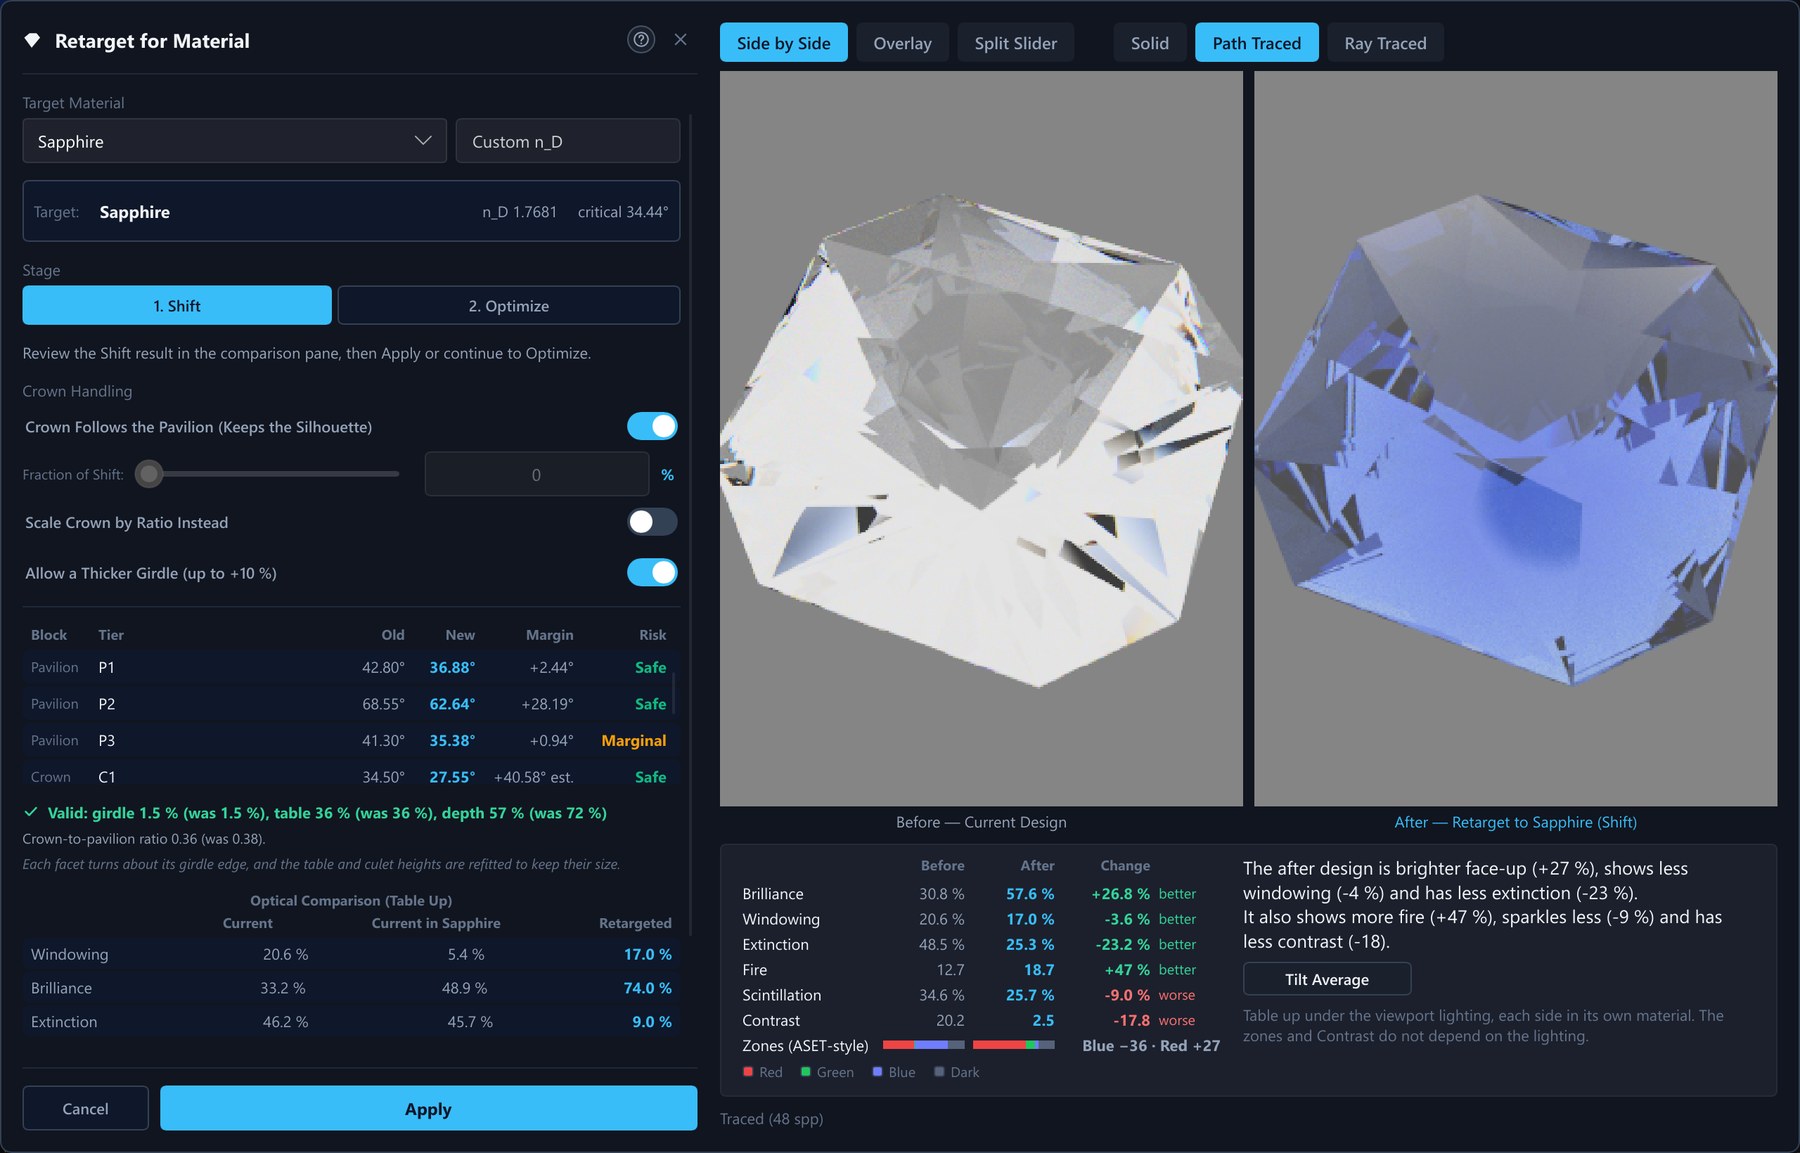 Retarget for Material
Target Material
Sapphire
Custom n_D
Target: Sapphire n_D 1.7681 critical 34.44°
Stage
1. Shift
2. Optimize
Review the Shift result in the comparison pane, then Apply or continue to Optimize.
Crown Handling
Crown Follows the Pavilion (Keeps the Silhouette)
Fraction of Shift: 0 %
Scale Crown by Ratio Instead
Allow a Thicker Girdle (up to +10 %)
Block Tier Old New Margin Risk
Pavilion P1 42.80° 36.88° +2.44° Safe
Pavilion P2 68.55° 62.64° +28.19° Safe
Pavilion P3 41.30° 35.38° +0.94° Marginal
Crown C1 34.50° 27.55° +40.58° est. Safe
Valid: girdle 1.5 % (was 1.5 %), table 36 % (was 36 %), depth 57 % (was 72 %)
Crown-to-pavilion ratio 0.36 (was 0.38).
Each facet turns about its girdle edge, and the table and culet heights are refitted to keep their size.
Optical Comparison (Table Up)
Current Current in Sapphire Retargeted
Windowing 20.6 % 5.4 % 17.0 %
Brilliance 33.2 % 48.9 % 74.0 %
Extinction 46.2 % 45.7 % 9.0 %
Cancel
Apply
Side by Side
Overlay
Split Slider
Solid
Path Traced
Ray Traced
Before — Current Design
After — Retarget to Sapphire (Shift)
Before After Change
Brilliance 30.8 % 57.6 % +26.8 % better
Windowing 20.6 % 17.0 % -3.6 % better
Extinction 48.5 % 25.3 % -23.2 % better
Fire 12.7 18.7 +47 % better
Scintillation 34.6 % 25.7 % -9.0 % worse
Contrast 20.2 2.5 -17.8 worse
Zones (ASET-style) Blue −36 · Red +27
Red Green Blue Dark
The after design is brighter face-up (+27 %), shows less
windowing (-4 %) and has less extinction (-23 %).
It also shows more fire (+47 %), sparkles less (-9 %) and has
less contrast (-18).
Tilt Average
Table up under the viewport lighting, each side in its own material. The
zones and Contrast do not depend on the lighting.
Traced (48 spp)